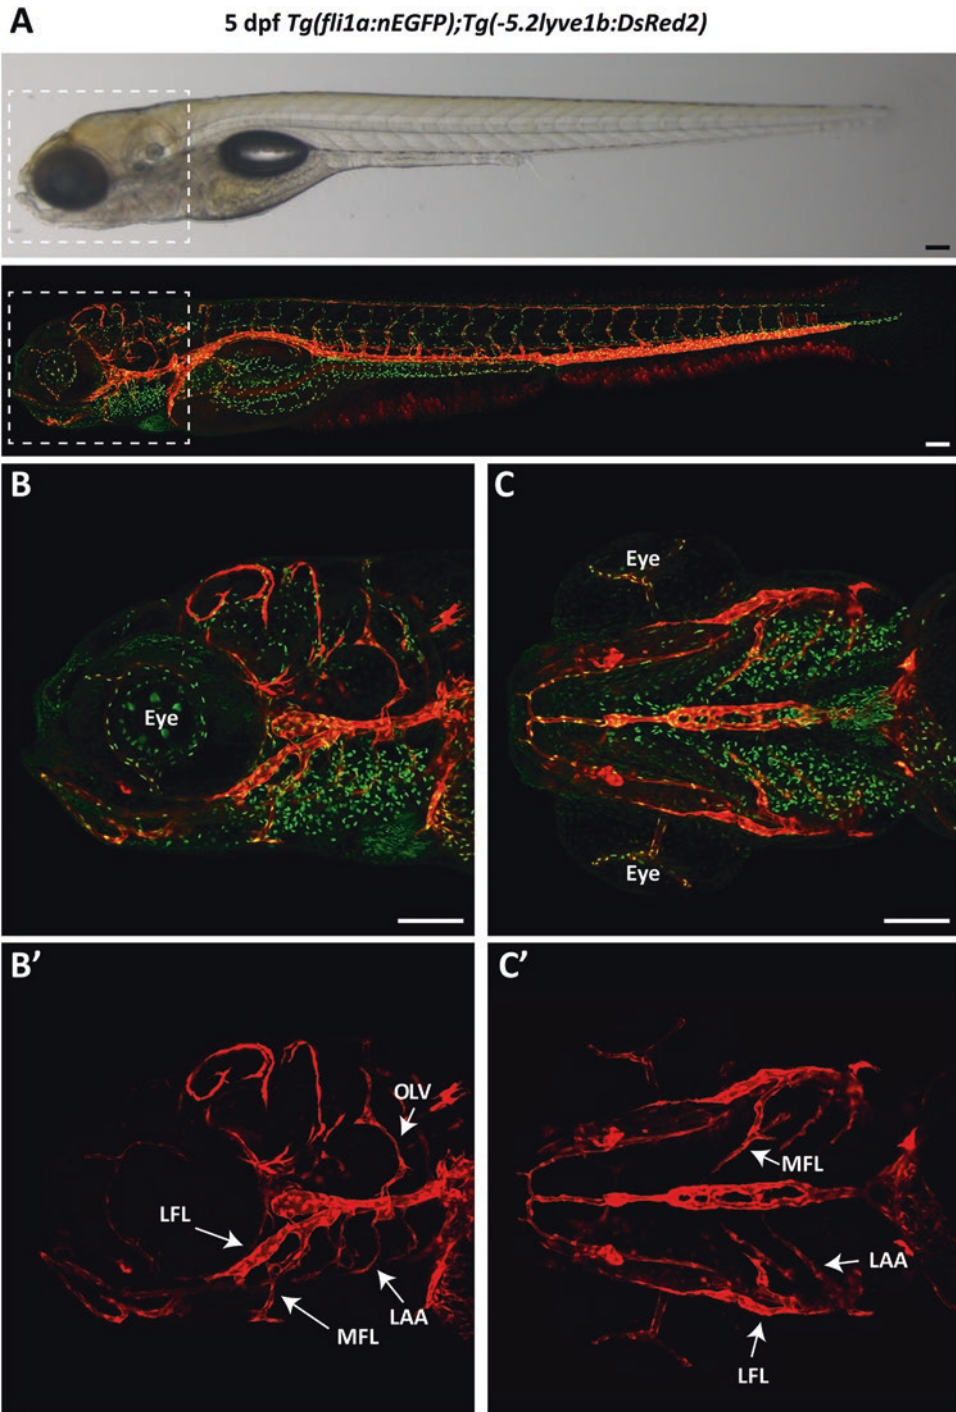 A
5 dpf Tg(fli1a:nEGFP);Tg(-5.2lyve1b:DsRed2)
B
Eye
C
Eye
Eye
B’
OLV
LFL
LAA
MFL
C’
MFL
LAA
LFL